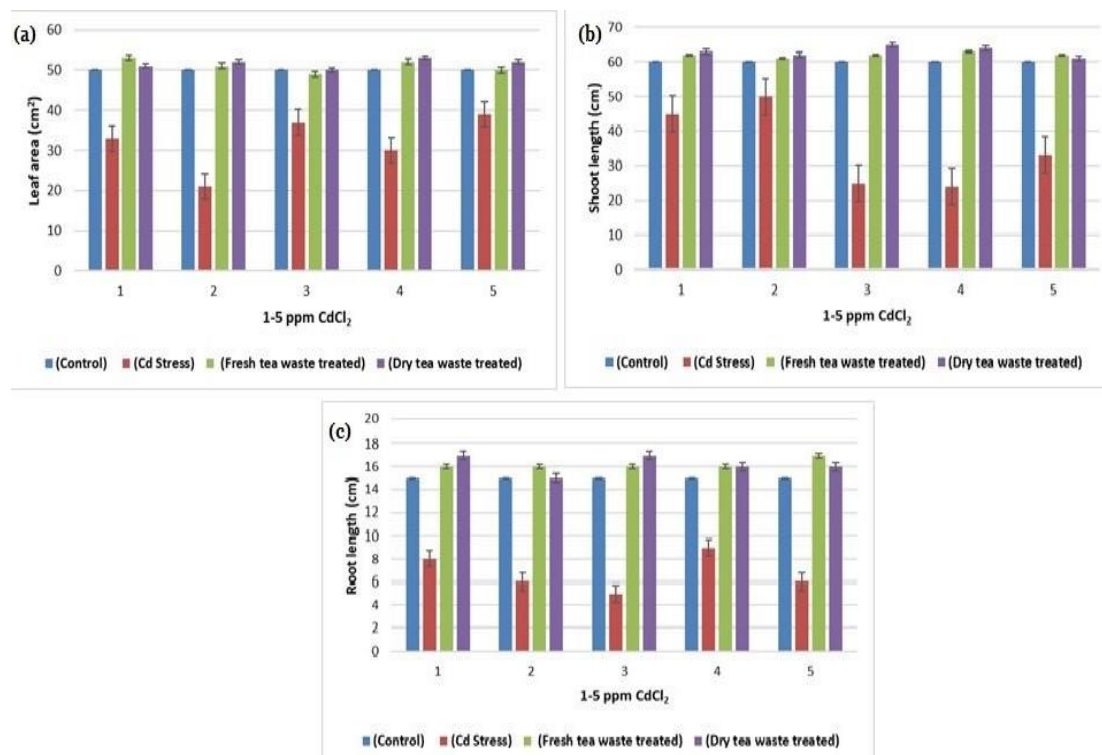 (a)
60
50
40
30
20
10
0
Leaf area (cm²)
1 2 3 4 5
1-5 ppm CdCl₂
(Control) (Cd Stress) (Fresh tea waste treated) (Dry tea waste treated)
(b)
70
60
50
40
30
20
10
0
Shoot length (cm)
1 2 3 4 5
1-5 ppm CdCl₂
(Control) (Cd Stress) (Fresh tea waste treated) (Dry tea waste treated)
(c)
20
18
16
14
12
10
8
6
4
2
0
Root length (cm)
1 2 3 4 5
1-5 ppm CdCl₂
(Control) (Cd Stress) (Fresh tea waste treated) (Dry tea waste treated)